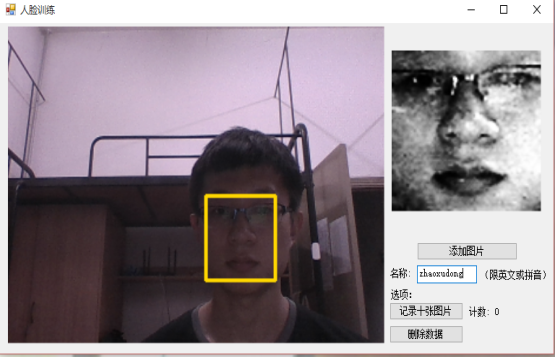 人脸训练
添加图片
名称: zhaoxudong (限英文或拼音)
选项:
记录十张图片 计数: 0
删除数据